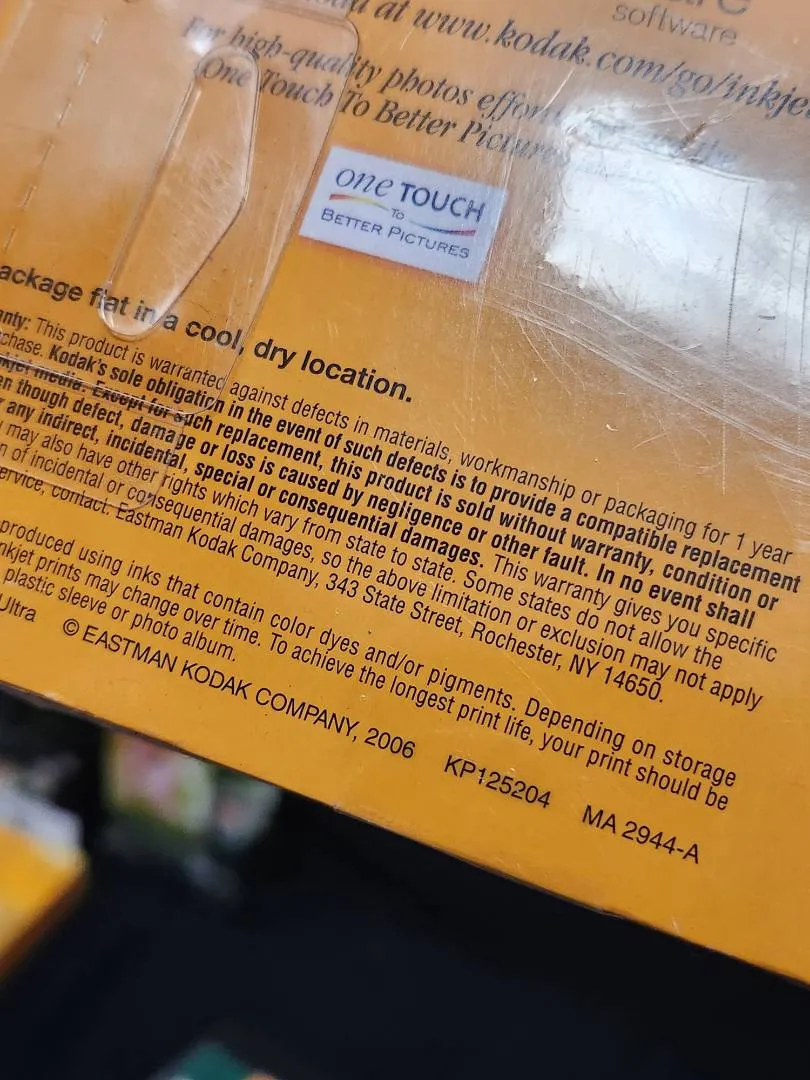 software
at www.kodak.com/go/inkjet
For high-quality photos
One Touch To Better Pictures
one TOUCH
TO
BETTER PICTURES
ackage flat in a cool, dry location.
anty: This product is warranted against defects in materials, workmanship or packaging for 1 year
chase. Kodak's sole obligation in the event of such defects is to provide a compatible replacement
nkjet media. Except for such replacement, this product is sold without warranty, condition or
en though defect, damage or loss is caused by negligence or other fault. In no event shall
r any indirect, incidental, special or consequential damages. This warranty gives you specific
may also have other rights which vary from state to state. Some states do not allow the
n of incidental or consequential damages, so the above limitation or exclusion may not apply
ervice, contact: Eastman Kodak Company, 343 State Street, Rochester, NY 14650.
produced using inks that contain color dyes and/or pigments. Depending on storage
nkjet prints may change over time. To achieve the longest print life, your print should be
plastic sleeve or photo album.
Ultra © EASTMAN KODAK COMPANY, 2006 KP125204 MA 2944-A